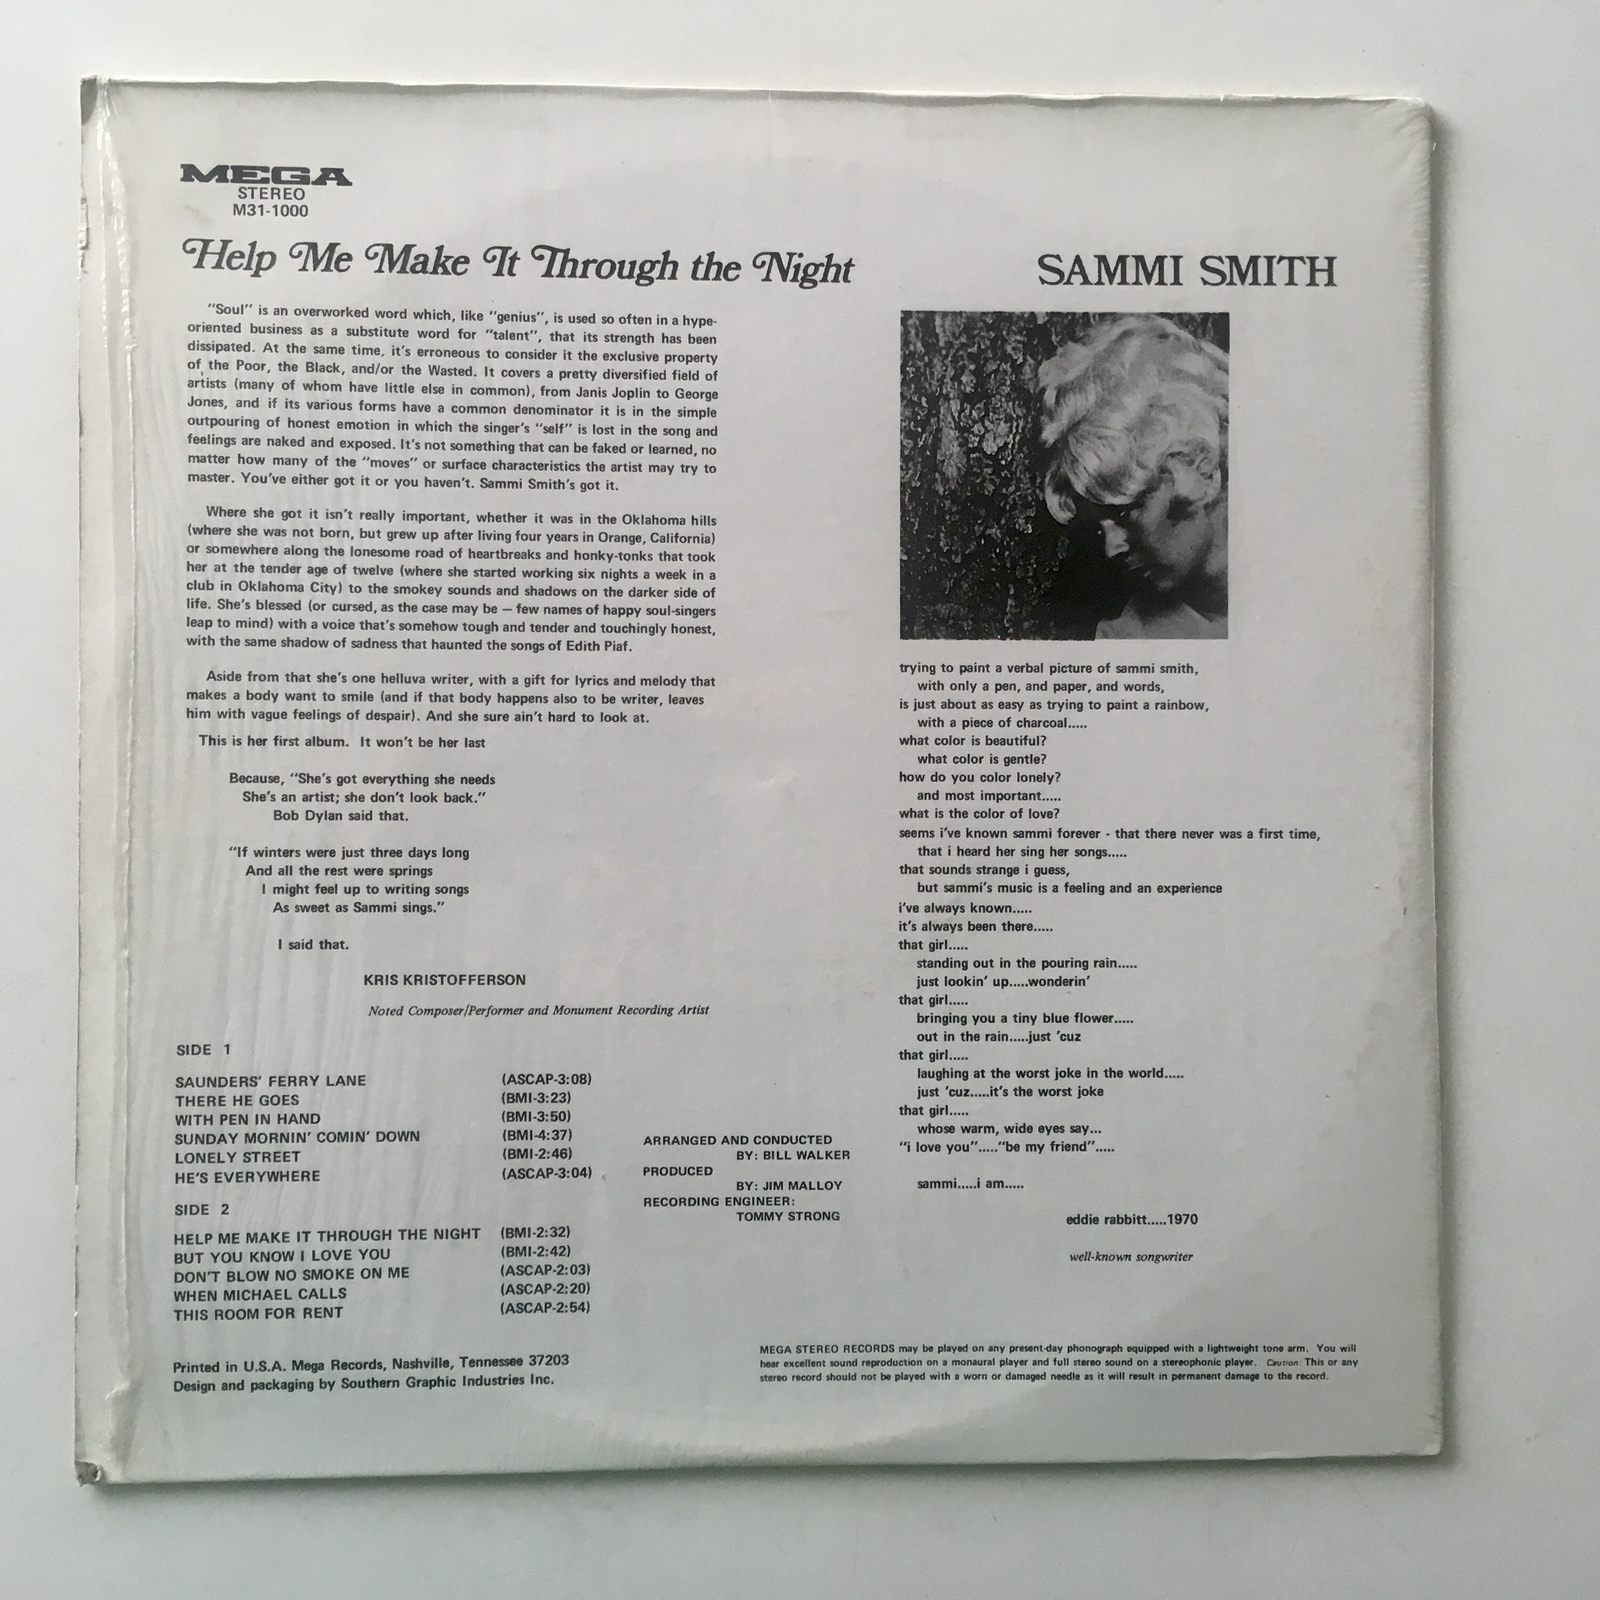 MEGA
STEREO
M31-1000
Help Me Make It Through the Night
SAMMI SMITH
"Soul" is an overworked word which, like "genius", is used so often in a hype-
oriented business as a substitute word for "talent", that its strength has been
dissipated. At the same time, it's erroneous to consider it the exclusive property
of the Poor, the Black, and/or the Wasted. It covers a pretty diversified field of
artists (many of whom have little else in common), from Janis Joplin to George
Jones, and if its various forms have a common denominator it is in the simple
outpouring of honest emotion in which the singer's "self" is lost in the song and
feelings are naked and exposed. It's not something that can be faked or learned, no
matter how many of the "moves" or surface characteristics the artist may try to
master. You've either got it or you haven't. Sammi Smith's got it.
Where she got it isn't really important, whether it was in the Oklahoma hills
(where she was not born, but grew up after living four years in Orange, California)
or somewhere along the lonesome road of heartbreaks and honky-tonks that took
her at the tender age of twelve (where she started working six nights a week in a
club in Oklahoma City) to the smokey sounds and shadows on the darker side of
life. She's blessed (or cursed, as the case may be — few names of happy soul-singers
leap to mind) with a voice that's somehow tough and tender and touchingly honest,
with the same shadow of sadness that haunted the songs of Edith Piaf.
Aside from that she's one helluva writer, with a gift for lyrics and melody that
makes a body want to smile (and if that body happens also to be writer, leaves
him with vague feelings of despair). And she sure ain't hard to look at.
This is her first album. It won't be her last
Because, "She's got everything she needs
She's an artist; she don't look back."
Bob Dylan said that.
"If winters were just three days long
And all the rest were springs
I might feel up to writing songs
As sweet as Sammi sings."
I said that.
KRIS KRISTOFFERSON
Noted Composer/Performer and Monument Recording Artist
SIDE 1
SAUNDERS' FERRY LANE (ASCAP-3:08)
THERE HE GOES (BMI-3:23)
WITH PEN IN HAND (BMI-3:50)
SUNDAY MORNIN' COMIN' DOWN (BMI-4:37)
LONELY STREET (BMI-2:46)
HE'S EVERYWHERE (ASCAP-3:04)
SIDE 2
HELP ME MAKE IT THROUGH THE NIGHT (BMI-2:32)
BUT YOU KNOW I LOVE YOU (BMI-2:42)
DON'T BLOW NO SMOKE ON ME (ASCAP-2:03)
WHEN MICHAEL CALLS (ASCAP-2:20)
THIS ROOM FOR RENT (ASCAP-2:54)
ARRANGED AND CONDUCTED
BY: BILL WALKER
PRODUCED
BY: JIM MALLOY
RECORDING ENGINEER:
TOMMY STRONG
trying to paint a verbal picture of sammi smith,
with only a pen, and paper, and words,
is just about as easy as trying to paint a rainbow,
with a piece of charcoal.....
what color is beautiful?
what color is gentle?
how do you color lonely?
and most important.....
what is the color of love?
seems i've known sammi forever - that there never was a first time,
that i heard her sing her songs.....
that sounds strange i guess,
but sammi's music is a feeling and an experience
i've always known.....
it's always been there.....
that girl.....
standing out in the pouring rain.....
just lookin' up.....wonderin'
that girl.....
bringing you a tiny blue flower.....
out in the rain.....just 'cuz
that girl.....
laughing at the worst joke in the world.....
just 'cuz.....it's the worst joke
that girl.....
whose warm, wide eyes say...
"i love you"....."be my friend".....
sammi.....i am.....
eddie rabbitt.....1970
well-known songwriter
Printed in U.S.A. Mega Records, Nashville, Tennessee 37203
Design and packaging by Southern Graphic Industries Inc.
MEGA STEREO RECORDS may be played on any present-day phonograph equipped with a lightweight tone arm. You will
hear excellent sound reproduction on a monaural player and full stereo sound on a stereophonic player. Caution: This or any
stereo record should not be played with a worn or damaged needle as it will result in permanent damage to the record.